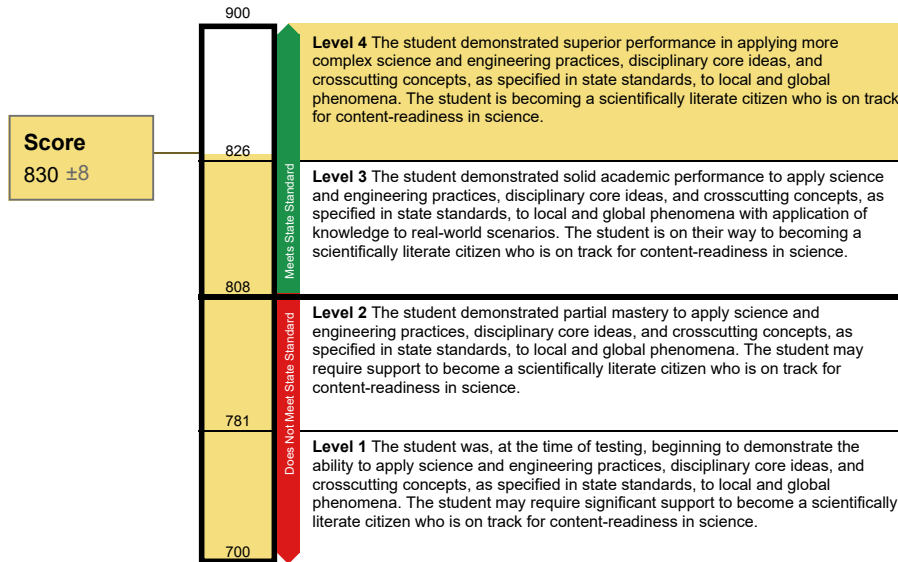 900
Level 4 The student demonstrated superior performance in applying more
complex science and engineering practices, disciplinary core ideas, and
crosscutting concepts, as specified in state standards, to local and global
phenomena. The student is becoming a scientifically literate citizen who is on track
for content-readiness in science.
Score
830 ±8
826
Meets State Standard
Level 3 The student demonstrated solid academic performance to apply science
and engineering practices, disciplinary core ideas, and crosscutting concepts, as
specified in state standards, to local and global phenomena with application of
knowledge to real-world scenarios. The student is on their way to becoming a
scientifically literate citizen who is on track for content-readiness in science.
808
Does Not Meet State Standard
Level 2 The student demonstrated partial mastery to apply science and
engineering practices, disciplinary core ideas, and crosscutting concepts, as
specified in state standards, to local and global phenomena. The student may
require support to become a scientifically literate citizen who is on track for
content-readiness in science.
781
Level 1 The student was, at the time of testing, beginning to demonstrate the
ability to apply science and engineering practices, disciplinary core ideas, and
crosscutting concepts, as specified in state standards, to local and global
phenomena. The student may require significant support to become a scientifically
literate citizen who is on track for content-readiness in science.
700